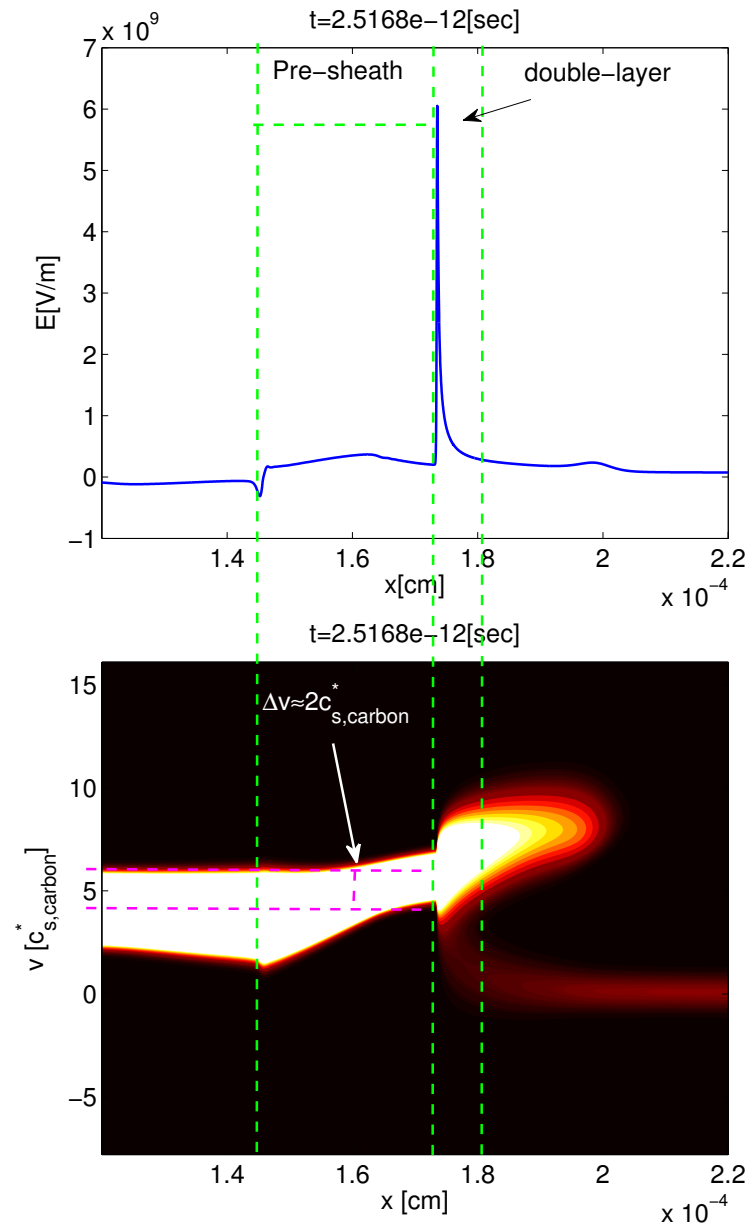 t=2.5168e−12[sec]
x 10^9
Pre−sheath
double−layer
7
6
5
4
3
2
1
0
−1
E[V/m]
1.4 1.6 1.8 2 2.2
x[cm]
x 10^−4
t=2.5168e−12[sec]
Δv≈2c*s,carbon
15
10
5
0
−5
v [c*s,carbon]
1.4 1.6 1.8 2 2.2
x [cm]
x 10^−4